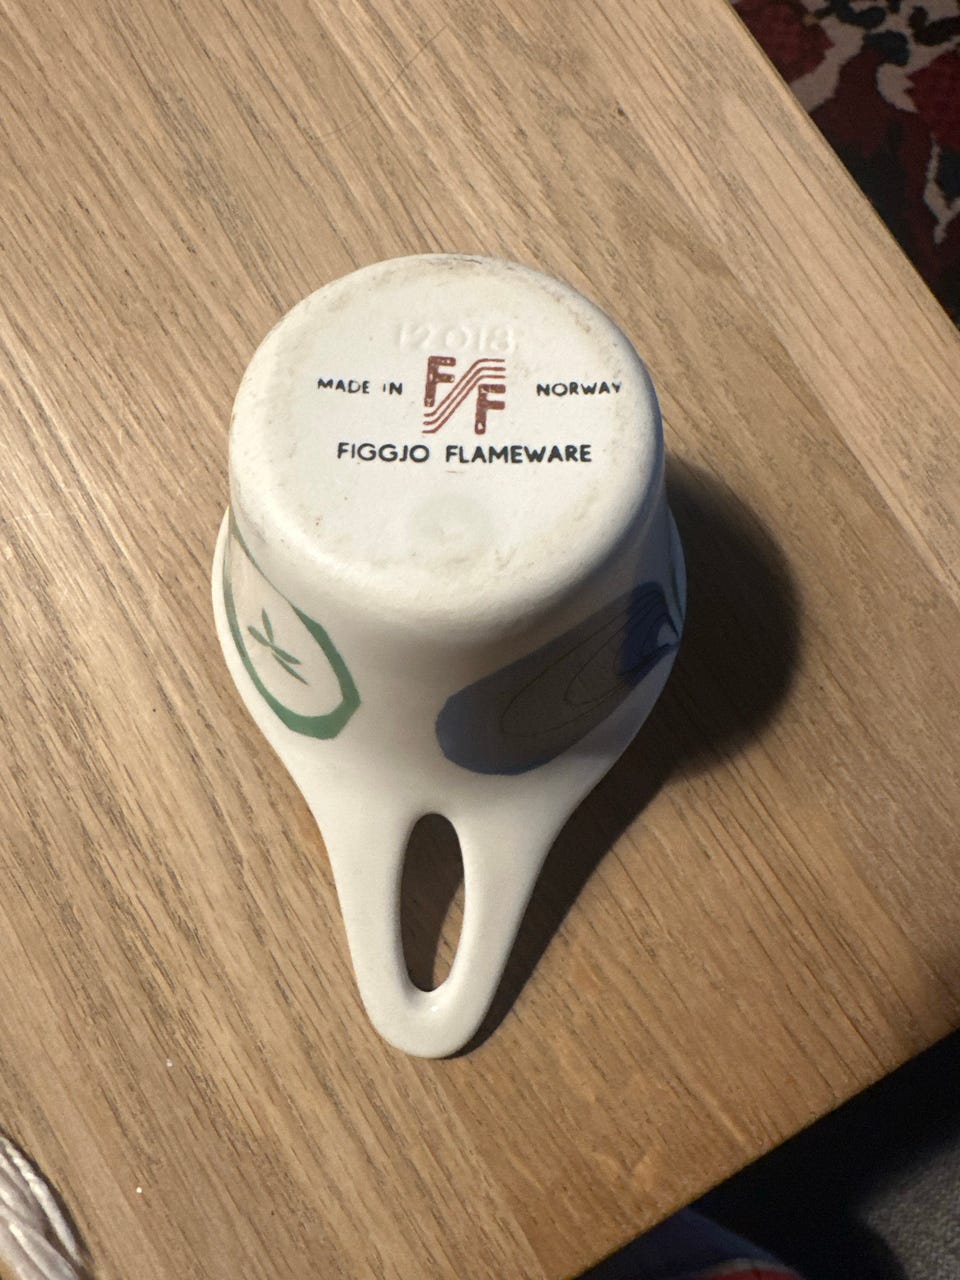 12018
F/F
MADE IN NORWAY
FIGGJO FLAMEWARE